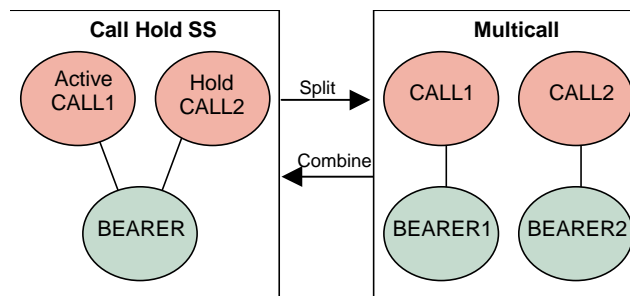 Call Hold SS
Multicall
Active
CALL1
Hold
CALL2
Split
CALL1
CALL2
Combine
BEARER
BEARER1
BEARER2